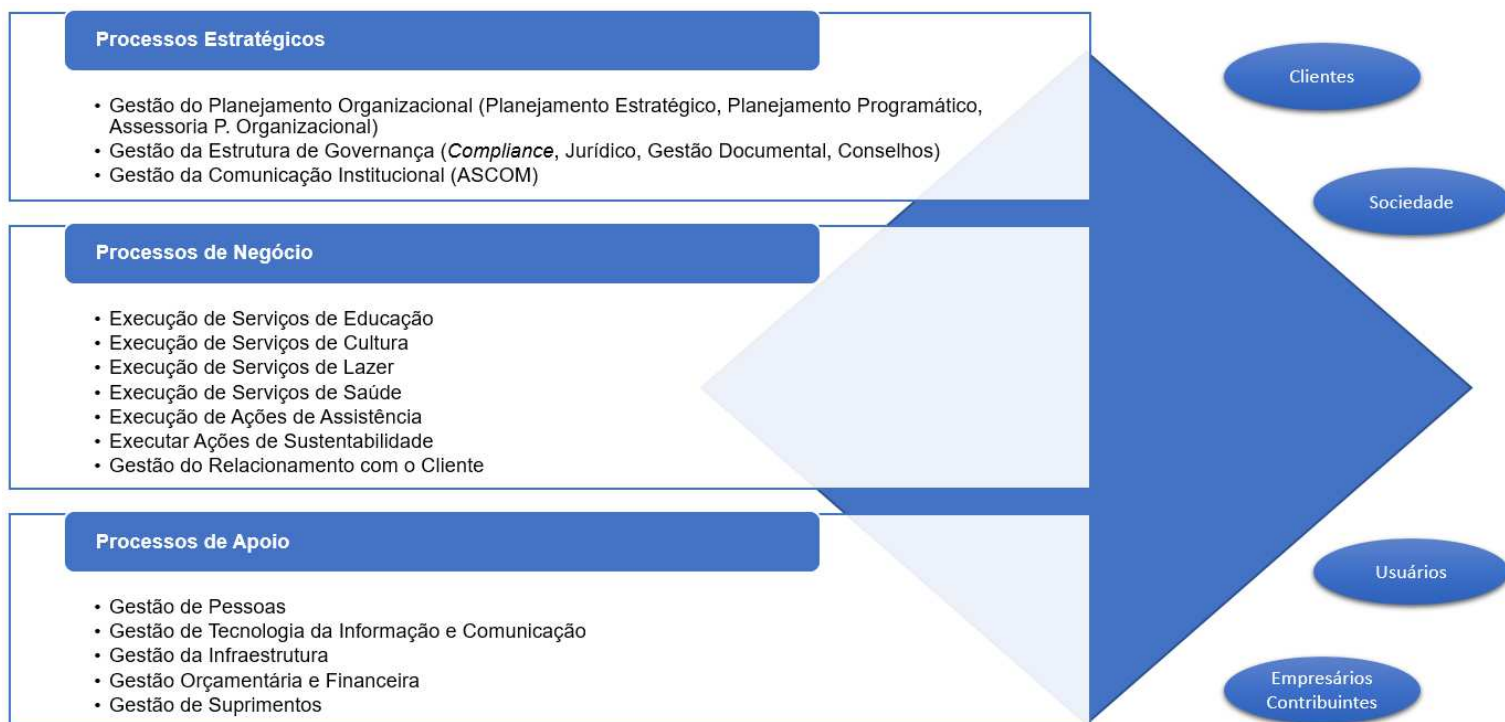 Processos Estratégicos
• Gestão do Planejamento Organizacional (Planejamento Estratégico, Planejamento Programático,
Assessoria P. Organizacional)
• Gestão da Estrutura de Governança (Compliance, Jurídico, Gestão Documental, Conselhos)
• Gestão da Comunicação Institucional (ASCOM)
Processos de Negócio
• Execução de Serviços de Educação
• Execução de Serviços de Cultura
• Execução de Serviços de Lazer
• Execução de Serviços de Saúde
• Execução de Ações de Assistência
• Executar Ações de Sustentabilidade
• Gestão do Relacionamento com o Cliente
Processos de Apoio
• Gestão de Pessoas
• Gestão de Tecnologia da Informação e Comunicação
• Gestão da Infraestrutura
• Gestão Orçamentária e Financeira
• Gestão de Suprimentos
Clientes
Sociedade
Usuários
Empresários
Contribuintes